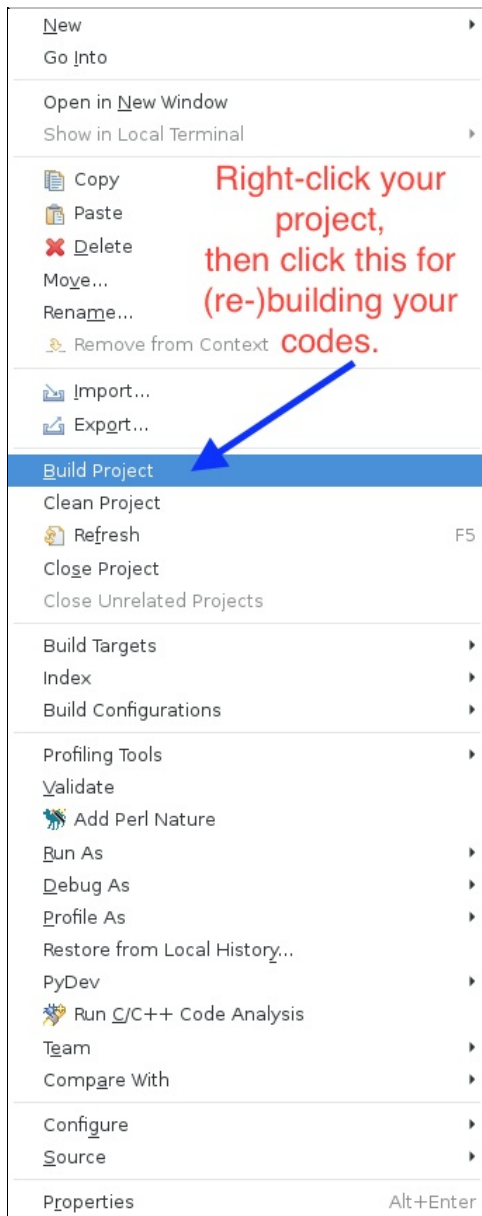 New
Go Into
Open in New Window
Show in Local Terminal
Copy
Paste
Delete
Move...
Rename...
Remove from Context
Right-click your
project,
then click this for
(re-)building your
codes.
Import...
Export...
Build Project
Clean Project
Refresh F5
Close Project
Close Unrelated Projects
Build Targets
Index
Build Configurations
Profiling Tools
Validate
Add Perl Nature
Run As
Debug As
Profile As
Restore from Local History...
PyDev
Run C/C++ Code Analysis
Team
Compare With
Configure
Source
Properties Alt+Enter